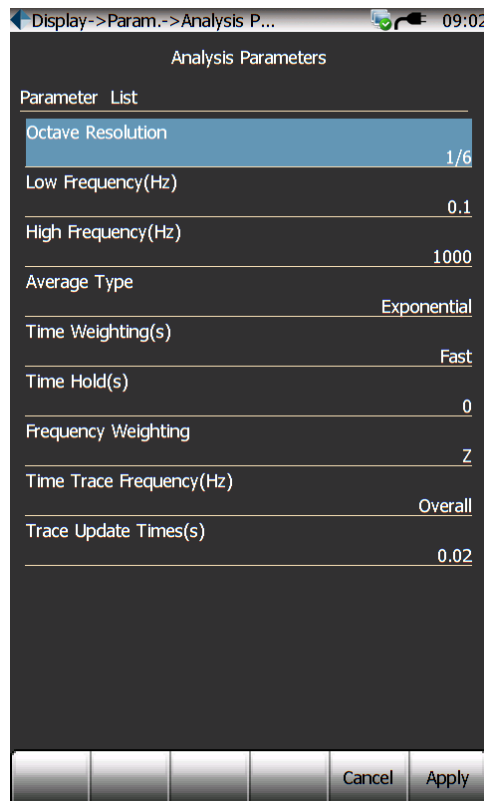 Display->Param.->Analysis P... 09:02
Analysis Parameters
Parameter List
Octave Resolution
1/6
Low Frequency(Hz)
0.1
High Frequency(Hz)
1000
Average Type
Exponential
Time Weighting(s)
Fast
Time Hold(s)
0
Frequency Weighting
Z
Time Trace Frequency(Hz)
Overall
Trace Update Times(s)
0.02
Cancel Apply